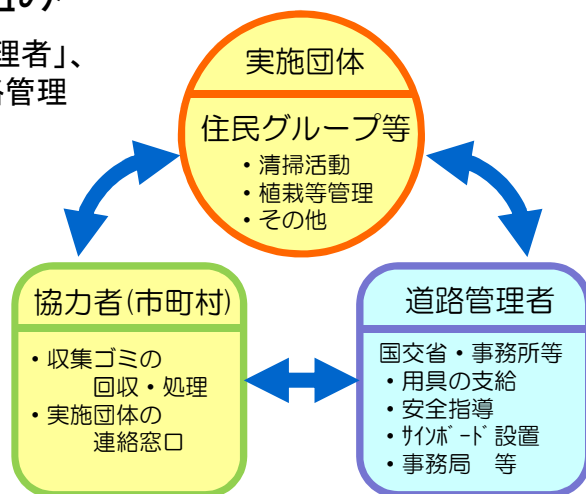 理者」、
管理
実施団体
住民グループ等
・清掃活動
・植栽等管理
・その他
協力者(市町村)
・収集ゴミの
回収・処理
・実施団体の
連絡窓口
道路管理者
国交省・事務所等
・用具の支給
・安全指導
・ｻｲﾝﾎﾞｰﾄﾞ設置
・事務局　等